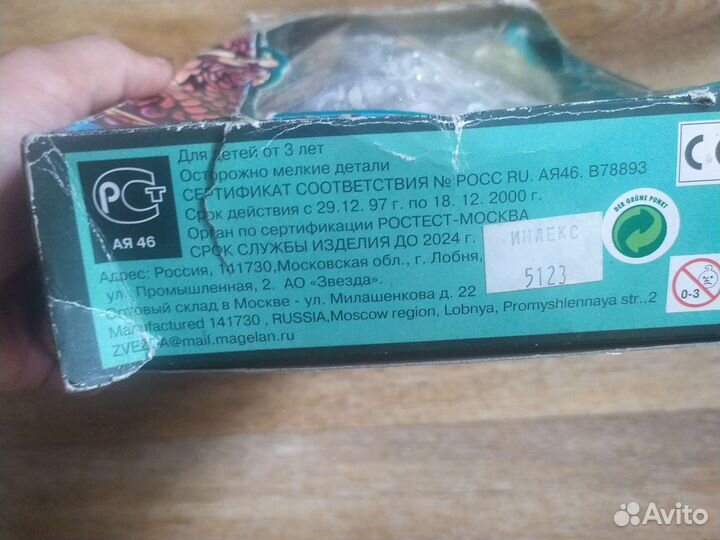 Для детей от 3 лет
Осторожно мелкие детали
СЕРТИФИКАТ СООТВЕТСТВИЯ № РОСС RU. АЯ46. В78893
Срок действия с 29.12. 97 г. по 18. 12. 2000 г.
Орган по сертификации РОСТЕСТ-МОСКВА
СРОК СЛУЖБЫ ИЗДЕЛИЯ ДО 2024 г.
Адрес: Россия, 141730,Московская обл., г. Лобня,
ул. Промышленная, 2. АО «Звезда».
Оптовый склад в Москве - ул. Милашенкова д. 22
Manufactured 141730 , RUSSIA,Moscow region, Lobnya, Promyshlennaya str.,2
ZVEZDA@mail.magelan.ru
РСТ
АЯ 46
ИНДЕКС
5123
DER GRÜNE PUNKT
CE
0-3
Avito